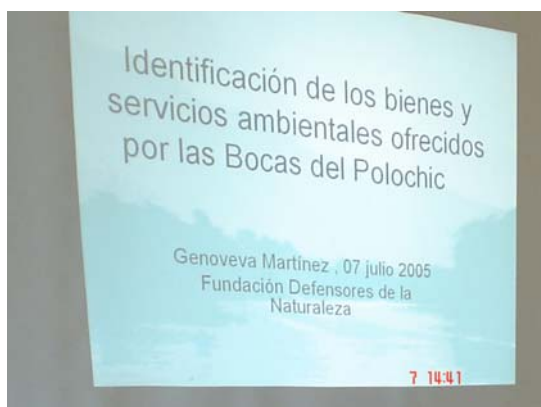 Identificación de los bienes y
servicios ambientales ofrecidos
por las Bocas del Polochic
Genoveva Martínez , 07 julio 2005
Fundación Defensores de la
Naturaleza
7 14:41